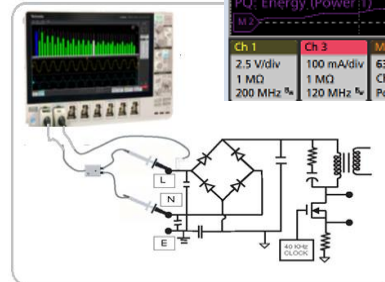 PQ: Energy (Power 1)
M 2
Ch 1
2.5 V/div
1 MΩ
200 MHz
Ch 3
100 mA/div
1 MΩ
120 MHz
L
N
E
40 KHZ
CLOCK